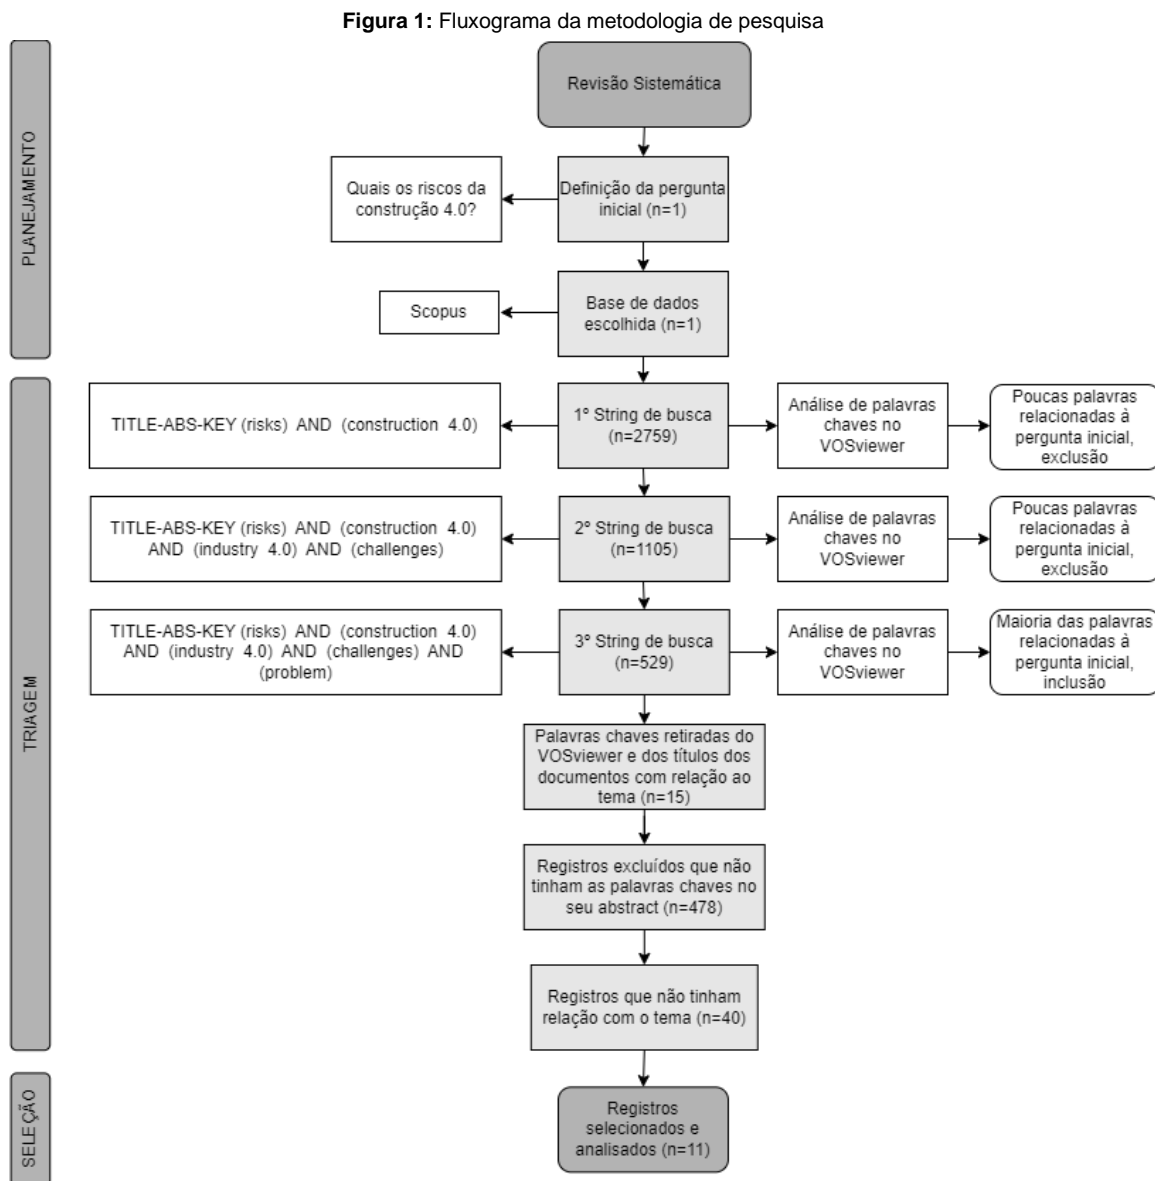 Figura 1: Fluxograma da metodologia de pesquisa
PLANEJAMENTO
Revisão Sistemática
Quais os riscos da
construção 4.0?
Definição da pergunta
inicial (n=1)
Scopus
Base de dados
escolhida (n=1)
TRIAGEM
TITLE-ABS-KEY (risks) AND (construction 4.0)
1º String de busca
(n=2759)
Análise de palavras
chaves no
VOSviewer
Poucas palavras
relacionadas à
pergunta inicial,
exclusão
TITLE-ABS-KEY (risks) AND (construction 4.0)
AND (industry 4.0) AND (challenges)
2º String de busca
(n=1105)
Análise de palavras
chaves no
VOSviewer
Poucas palavras
relacionadas à
pergunta inicial,
exclusão
TITLE-ABS-KEY (risks) AND (construction 4.0)
AND (industry 4.0) AND (challenges) AND
(problem)
3º String de busca
(n=529)
Análise de palavras
chaves no
VOSviewer
Maioria das palavras
relacionadas à
pergunta inicial,
inclusão
Palavras chaves retiradas do
VOSviewer e dos títulos dos
documentos com relação ao
tema (n=15)
Registros excluídos que não
tinham as palavras chaves no
seu abstract (n=478)
Registros que não tinham
relação com o tema (n=40)
SELEÇÃO
Registros
selecionados e
analisados (n=11)